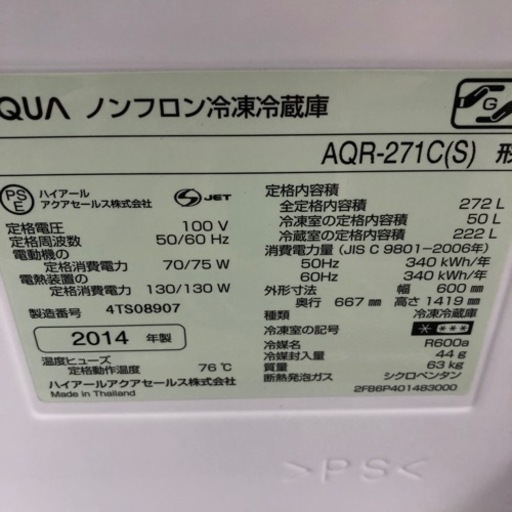 QUA ノンフロン冷凍冷蔵庫
G
AQR-271C(S) 形
PS E ハイアール アクアセールス株式会社
S JET
定格電圧 100 V
定格周波数 50/60 Hz
電動機の
定格消費電力 70/75 W
電熱装置の
定格消費電力 130/130 W
製造番号 4TS08907
2014 年製
温度ヒューズ
定格動作温度 76℃
ハイアールアクアセールス株式会社
Made in Thailand
定格内容積
全定格内容積 272 L
冷凍室の定格内容積 50 L
冷蔵室の定格内容積 222 L
消費電力量 (JIS C 9801-2006年)
50Hz 340 kWh/年
60Hz 340 kWh/年
外形寸法 幅 600 mm
奥行 667 mm 高さ 1419 mm
種類 冷凍冷蔵庫
冷凍室の記号 * ***
冷媒名 R600a
冷媒封入量 44 g
質量 63 kg
断熱発泡ガス シクロペンタン
2FB6P401483000
>PS<